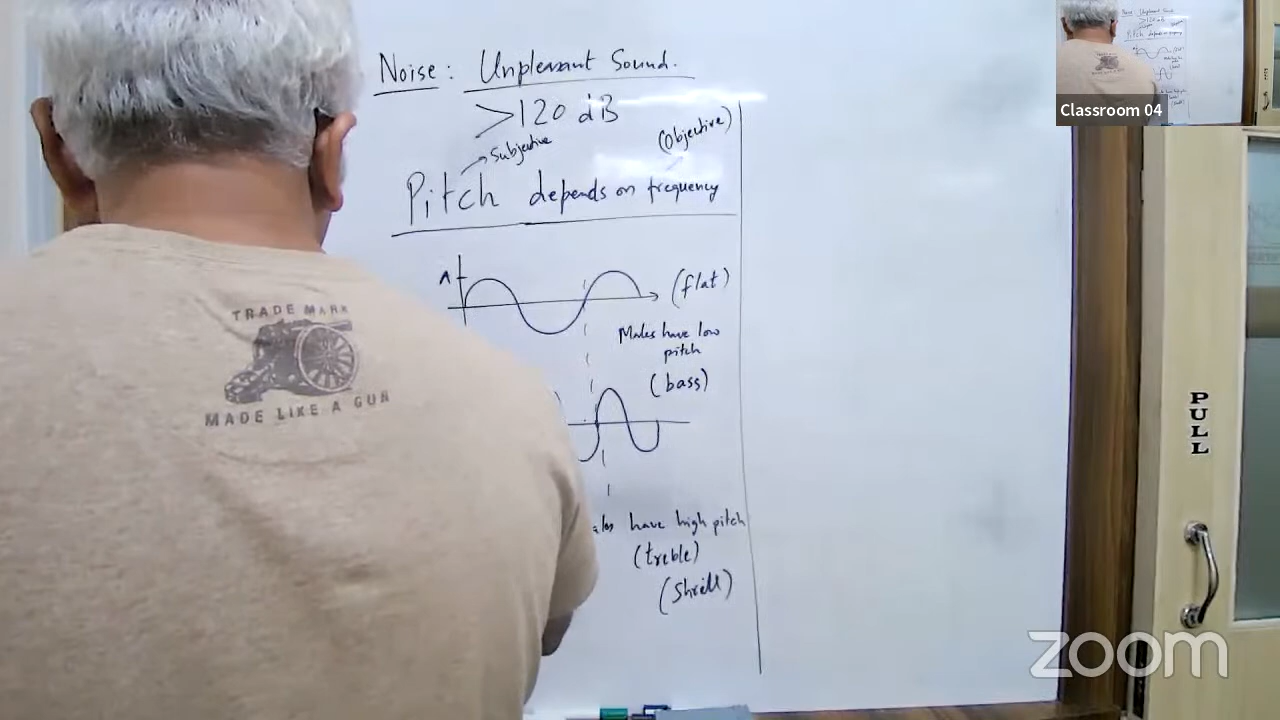 Noise: Unpleasant Sound.
>120 dB
Subjective
(Objective)
Pitch depends on frequency
A
(flat)
Males have low
pitch
(bass)
ales have high pitch
(treble)
(Shrill)
TRADE MARK
MADE LIKE A GUN
Classroom 04
PULL
zoom